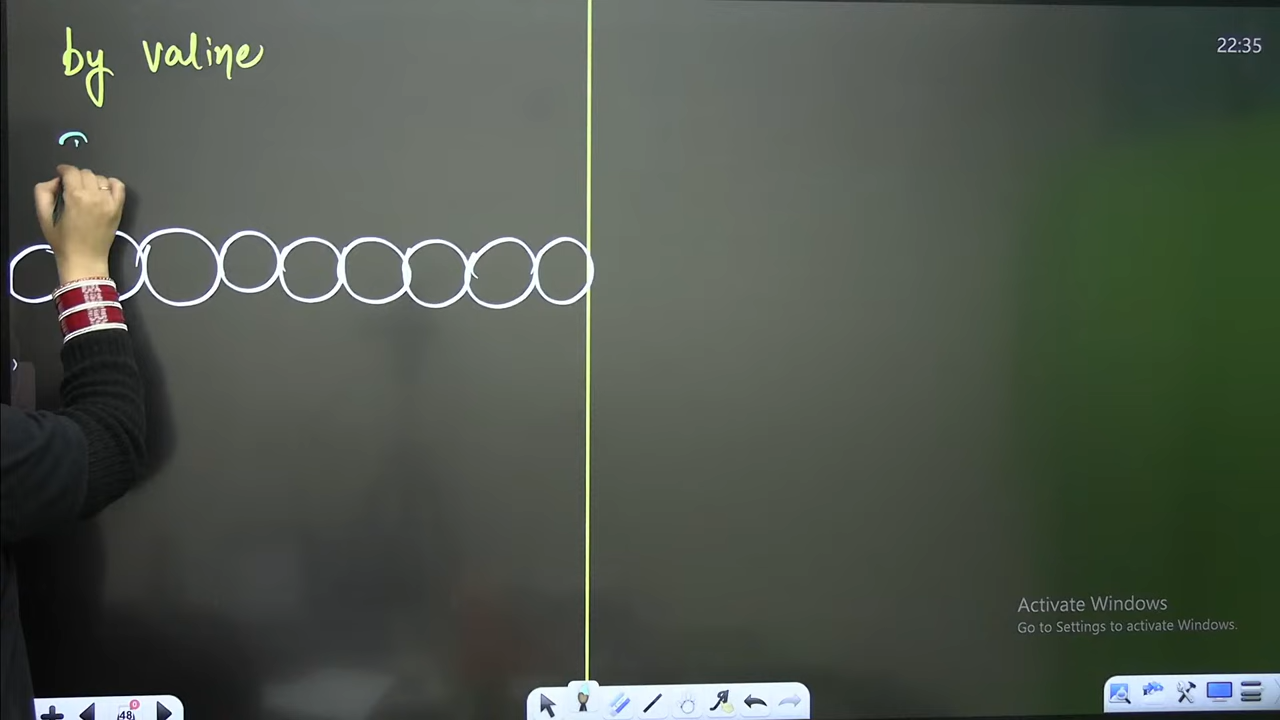 by valine
22:35
Activate Windows
Go to Settings to activate Windows.
48